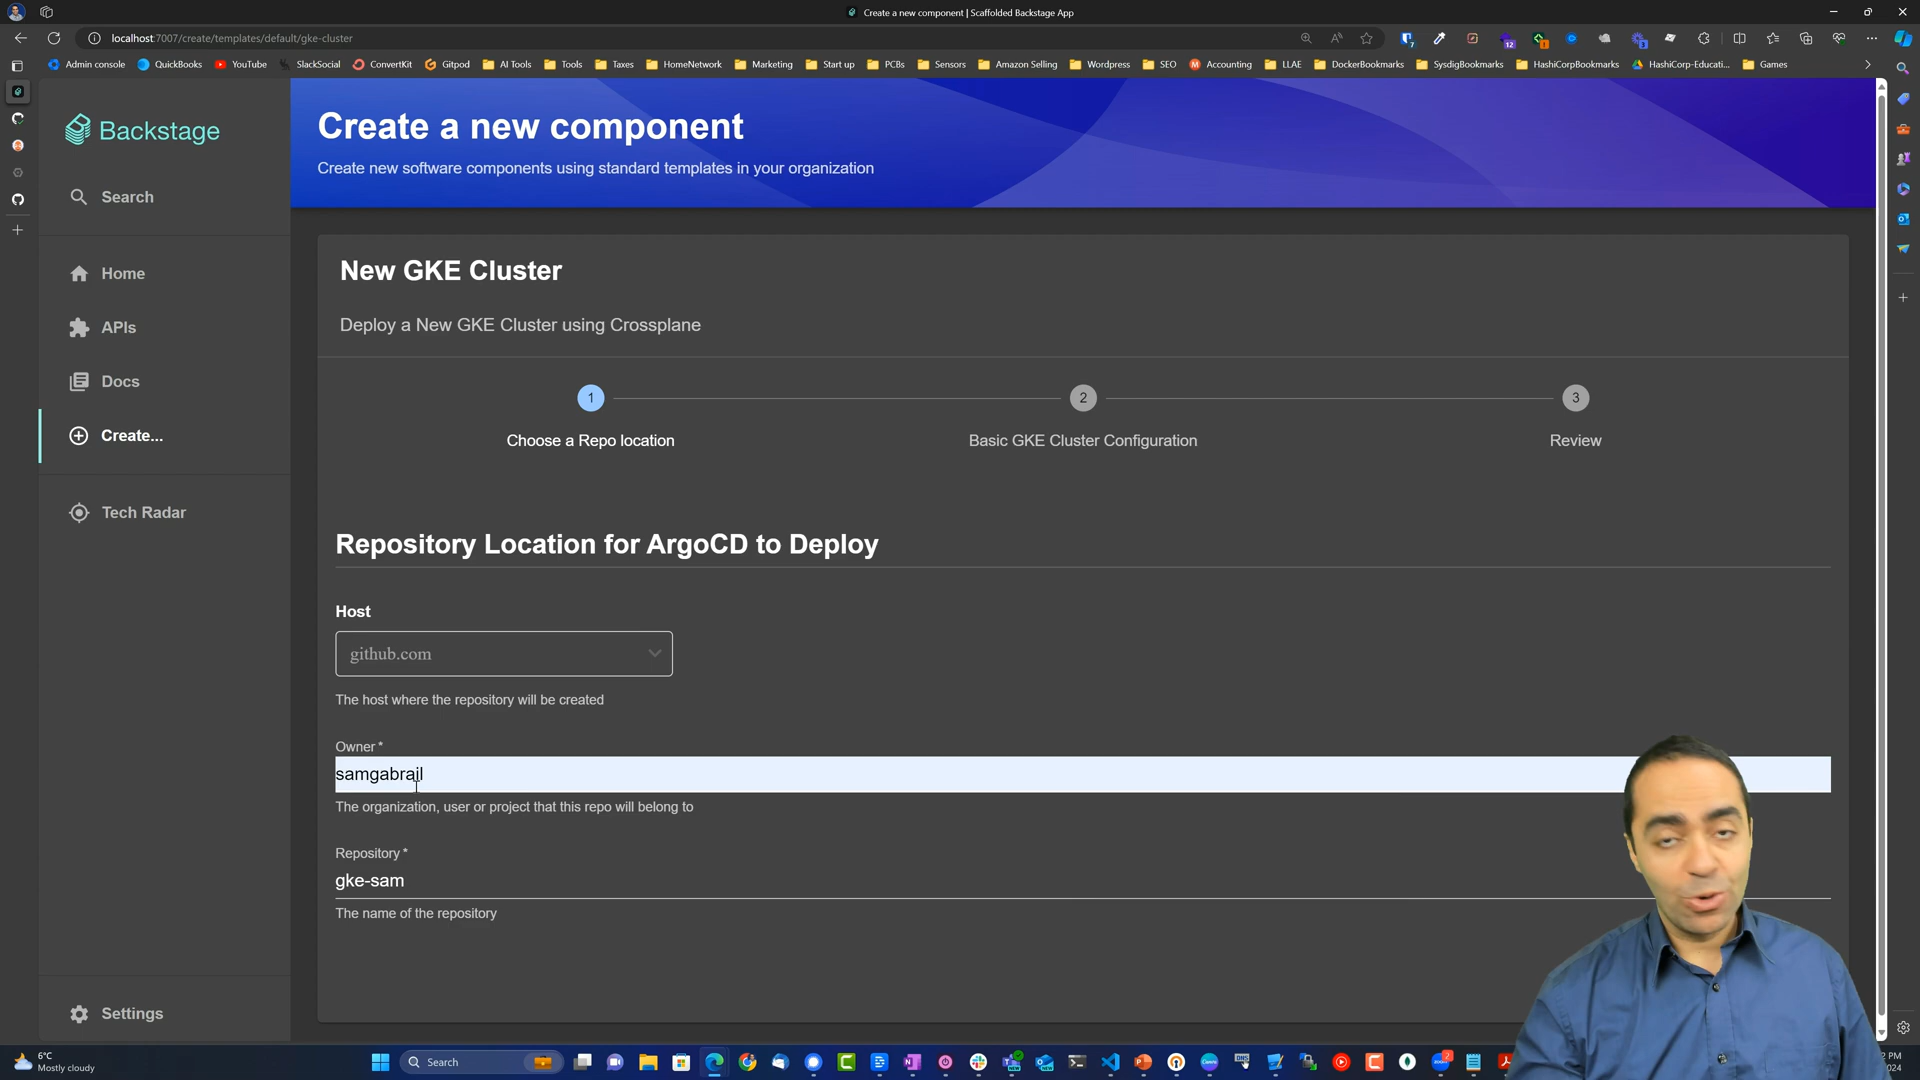 Create a new component | Scaffolded Backstage App
localhost:7007/create/templates/default/gke-cluster
Admin console QuickBooks YouTube SlackSocial ConvertKit Gitpod AI Tools Tools Taxes HomeNetwork Marketing Start up PCBs Sensors Amazon Selling Wordpress SEO Accounting LLAE DockerBookmarks SysdigBookmarks HashiCorpBookmarks HashiCorp-Educati... Games
Backstage
Search
Home
APIs
Docs
Create...
Tech Radar
Settings
Create a new component
Create new software components using standard templates in your organization
New GKE Cluster
Deploy a New GKE Cluster using Crossplane
1 2 3
Choose a Repo location Basic GKE Cluster Configuration Review
Repository Location for ArgoCD to Deploy
Host
github.com
The host where the repository will be created
Owner *
samgabrail
The organization, user or project that this repo will belong to
Repository *
gke-sam
The name of the repository
6°C
Mostly cloudy
Search
2 PM
024